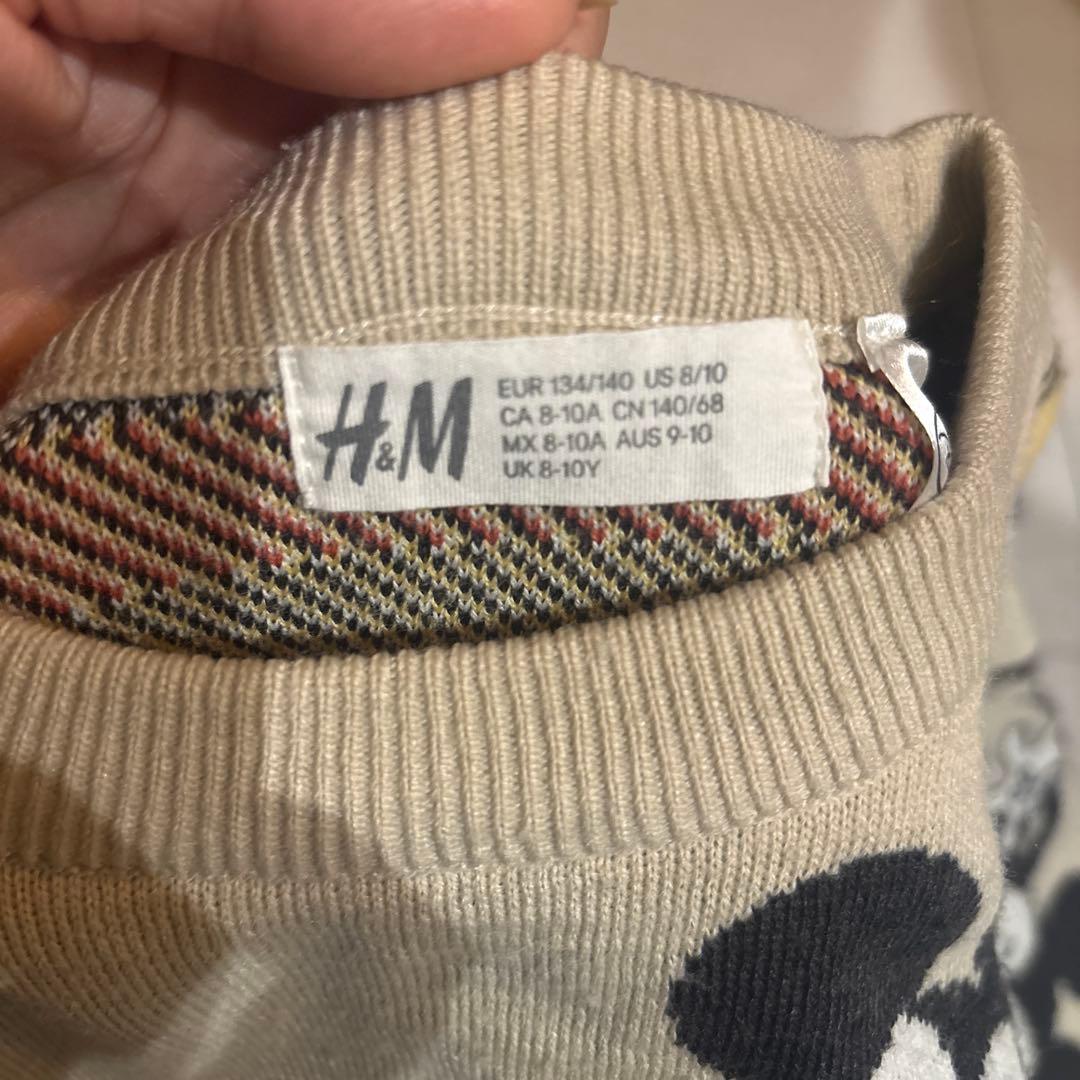 H&M
EUR 134/140 US 8/10
CA 8-10A CN 140/68
MX 8-10A AUS 9-10
UK 8-10Y